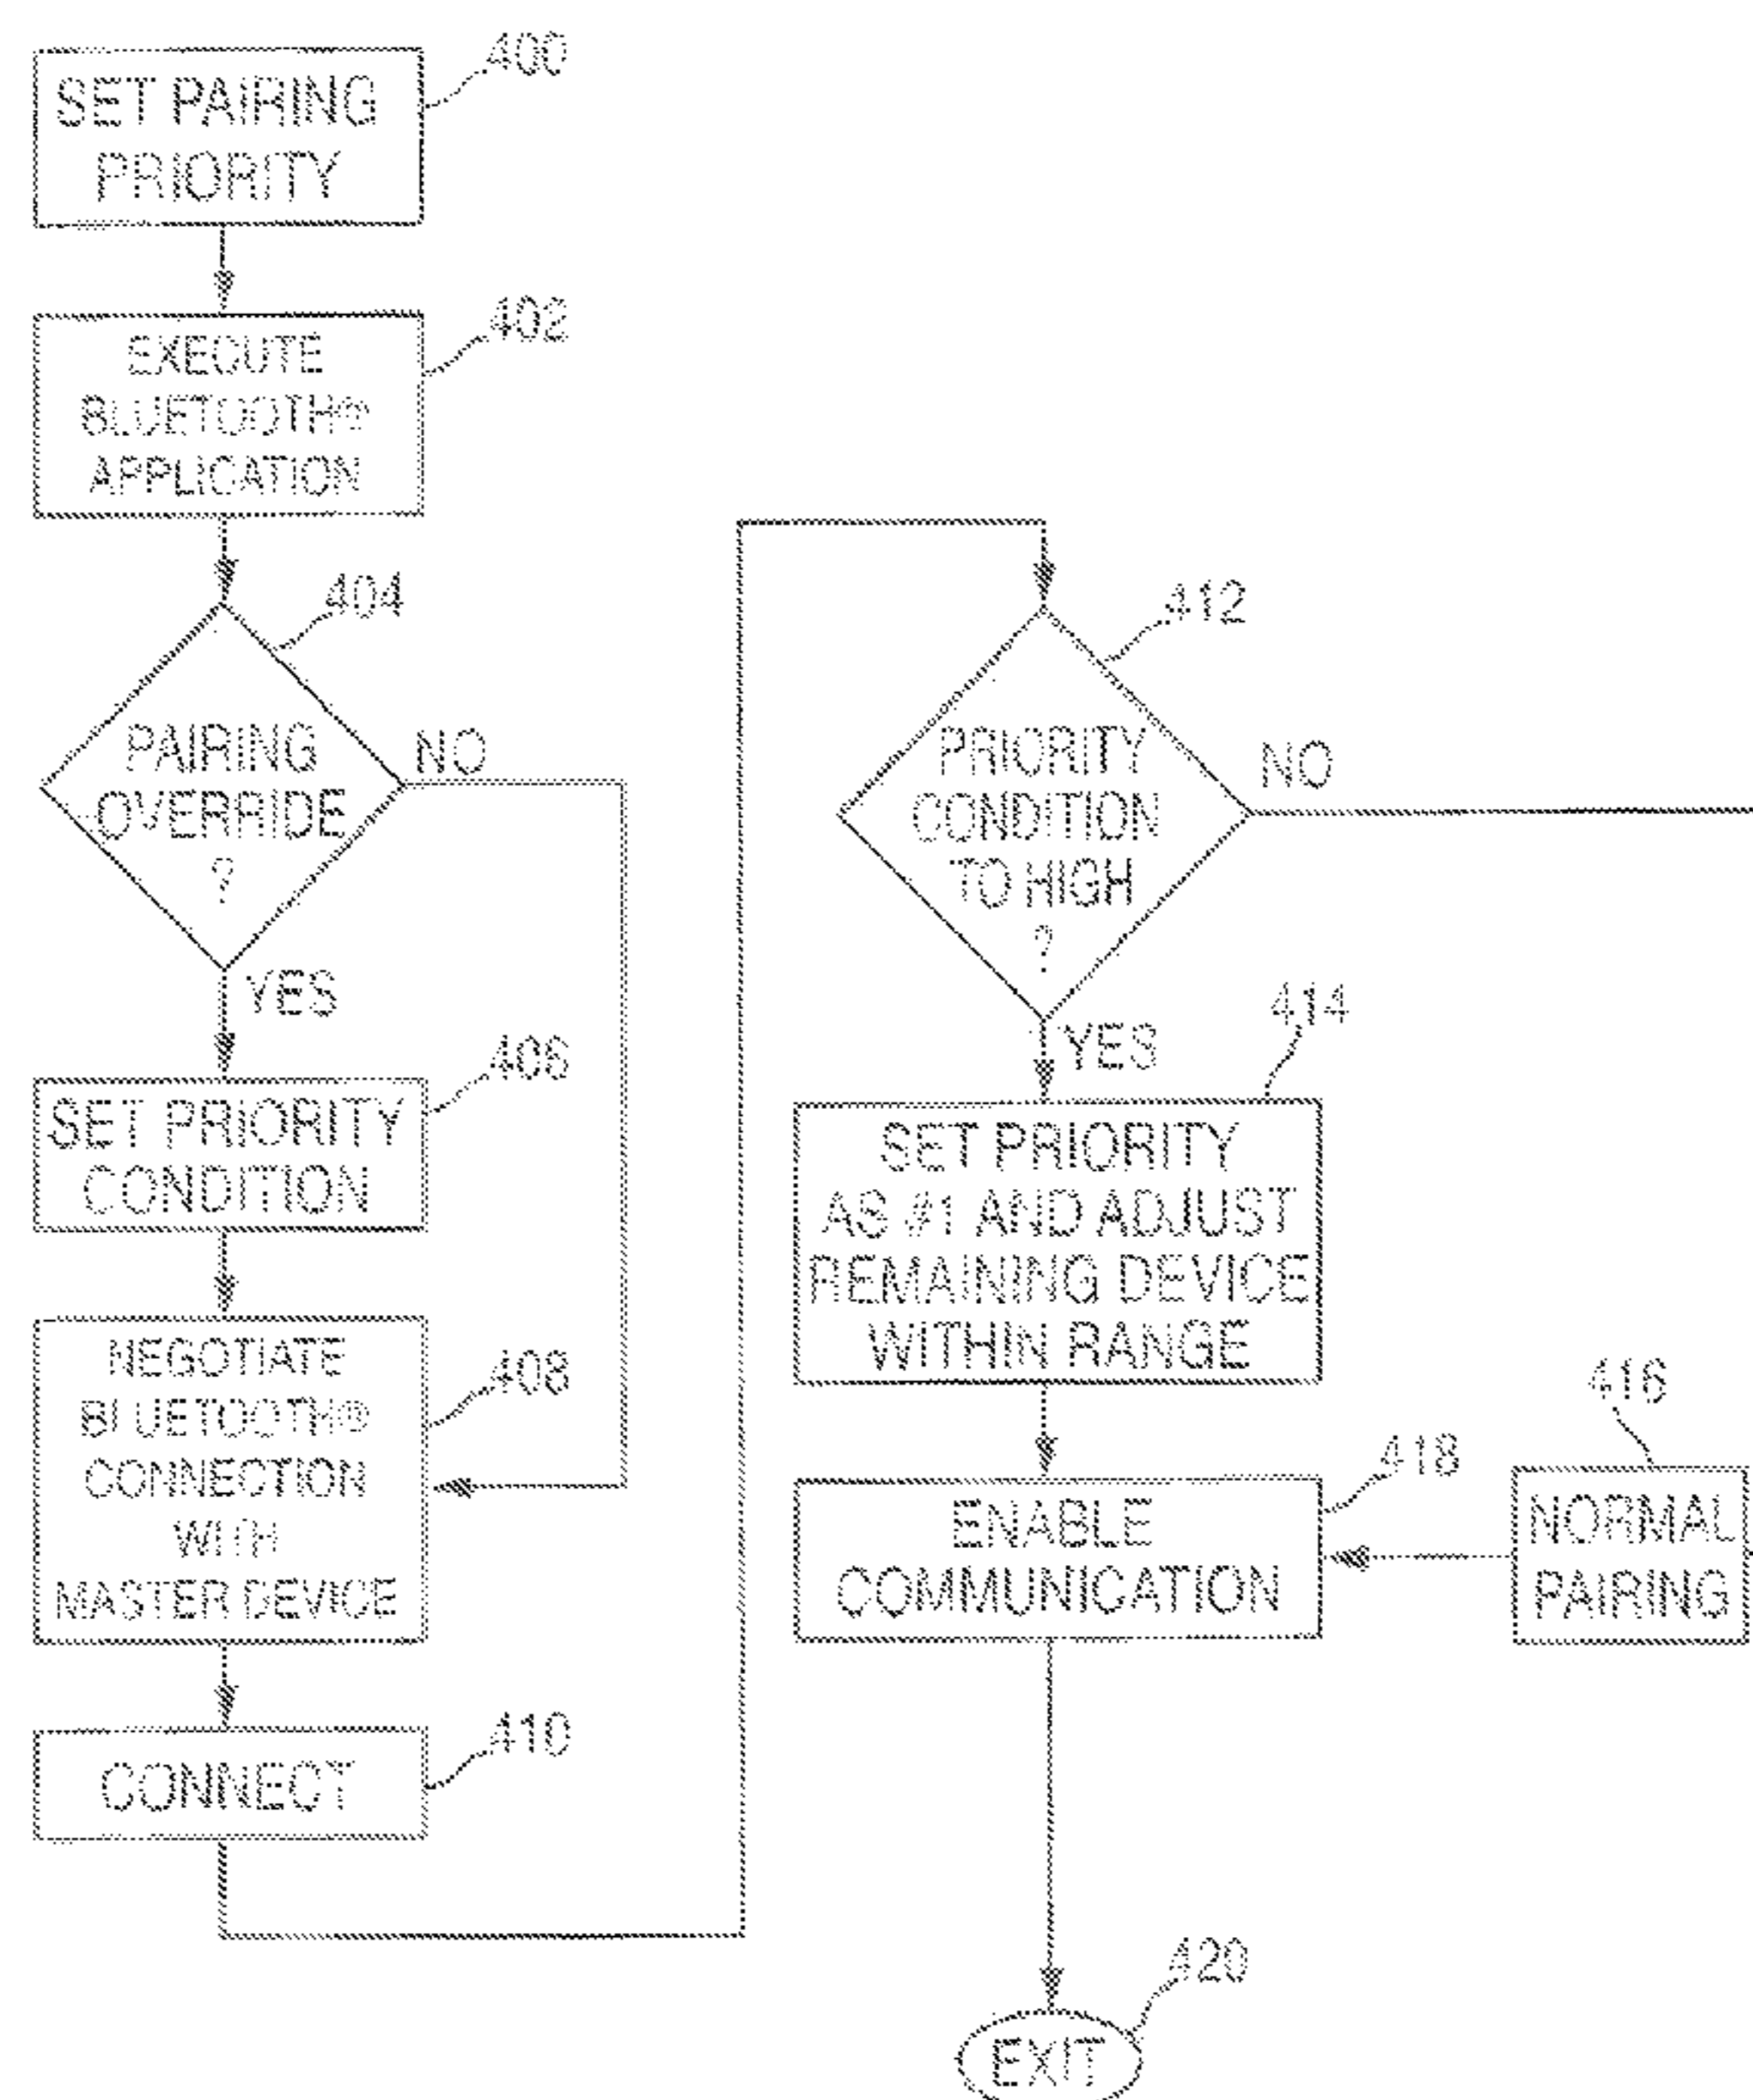 400
SET PAIRING
PRIORITY
402
EXECUTE
BLUETOOTH®
APPLICATION
404
PAIRING
OVERRIDE
?
NO
YES
406
SET PRIORITY
CONDITION
408
NEGOTIATE
BLUETOOTH®
CONNECTION
WITH
MASTER DEVICE
410
CONNECT
412
PRIORITY
CONDITION
TO HIGH
?
NO
YES
414
SET PRIORITY
AS #1 AND ADJUST
REMAINING DEVICE
WITHIN RANGE
416
NORMAL
PAIRING
418
ENABLE
COMMUNICATION
420
EXIT